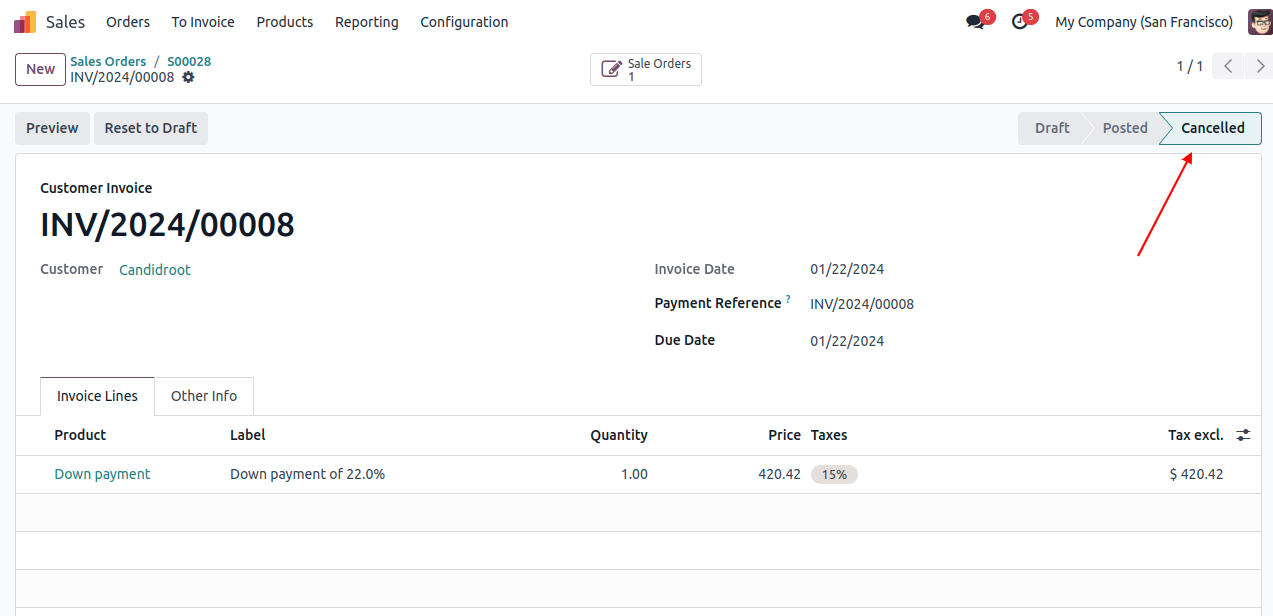 Sales Orders To Invoice Products Reporting Configuration 6 5 My Company (San Francisco)
New Sales Orders / S00028 Sale Orders 1 / 1
INV/2024/00008 1
Preview Reset to Draft Draft Posted Cancelled
Customer Invoice
INV/2024/00008
Customer Candidroot Invoice Date 01/22/2024
Payment Reference ? INV/2024/00008
Due Date 01/22/2024
Invoice Lines Other Info
Product Label Quantity Price Taxes Tax excl.
Down payment Down payment of 22.0% 1.00 420.42 15% $ 420.42